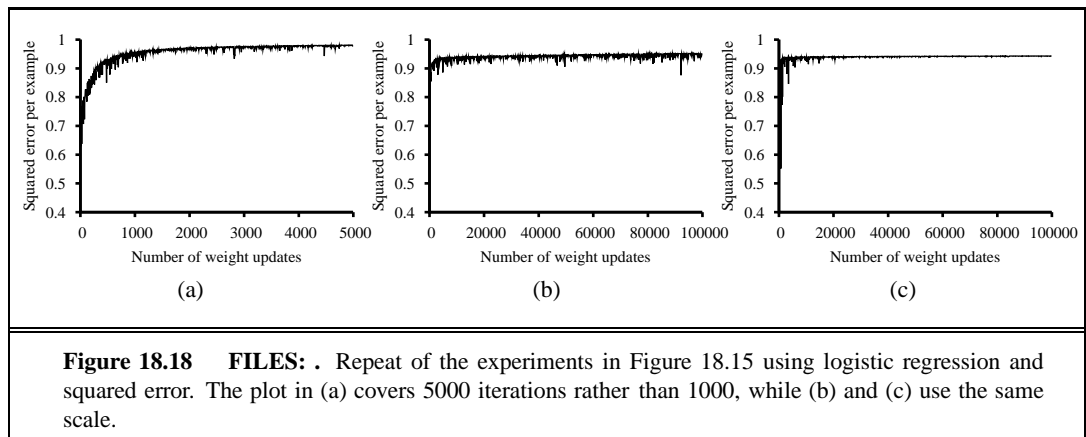 Squared error per example
1
0.9
0.8
0.7
0.6
0.5
0.4
0 1000 2000 3000 4000 5000
Number of weight updates
(a)
Squared error per example
1
0.9
0.8
0.7
0.6
0.5
0.4
0 20000 40000 60000 80000 100000
Number of weight updates
(b)
Squared error per example
1
0.9
0.8
0.7
0.6
0.5
0.4
0 20000 40000 60000 80000 100000
Number of weight updates
(c)
Figure 18.18 FILES: . Repeat of the experiments in Figure 18.15 using logistic regression and
squared error. The plot in (a) covers 5000 iterations rather than 1000, while (b) and (c) use the same
scale.